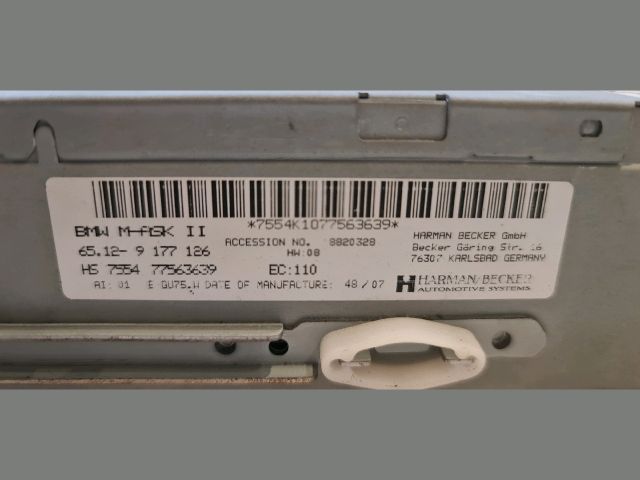 *7554K1077563639*
BMW M-ASK II
65.12- 9 177 126
ACCESSION NO. 8820328
HW:08
HS 7554 77563639
EC:110
AI: 01 E GU75.W DATE OF MANUFACTURE: 48/07
HARMAN BECKER GmbH
Becker Göring Str. 16
76307 KARLSBAD GERMANY
HARMAN/BECKER
AUTOMOTIVE SYSTEMS